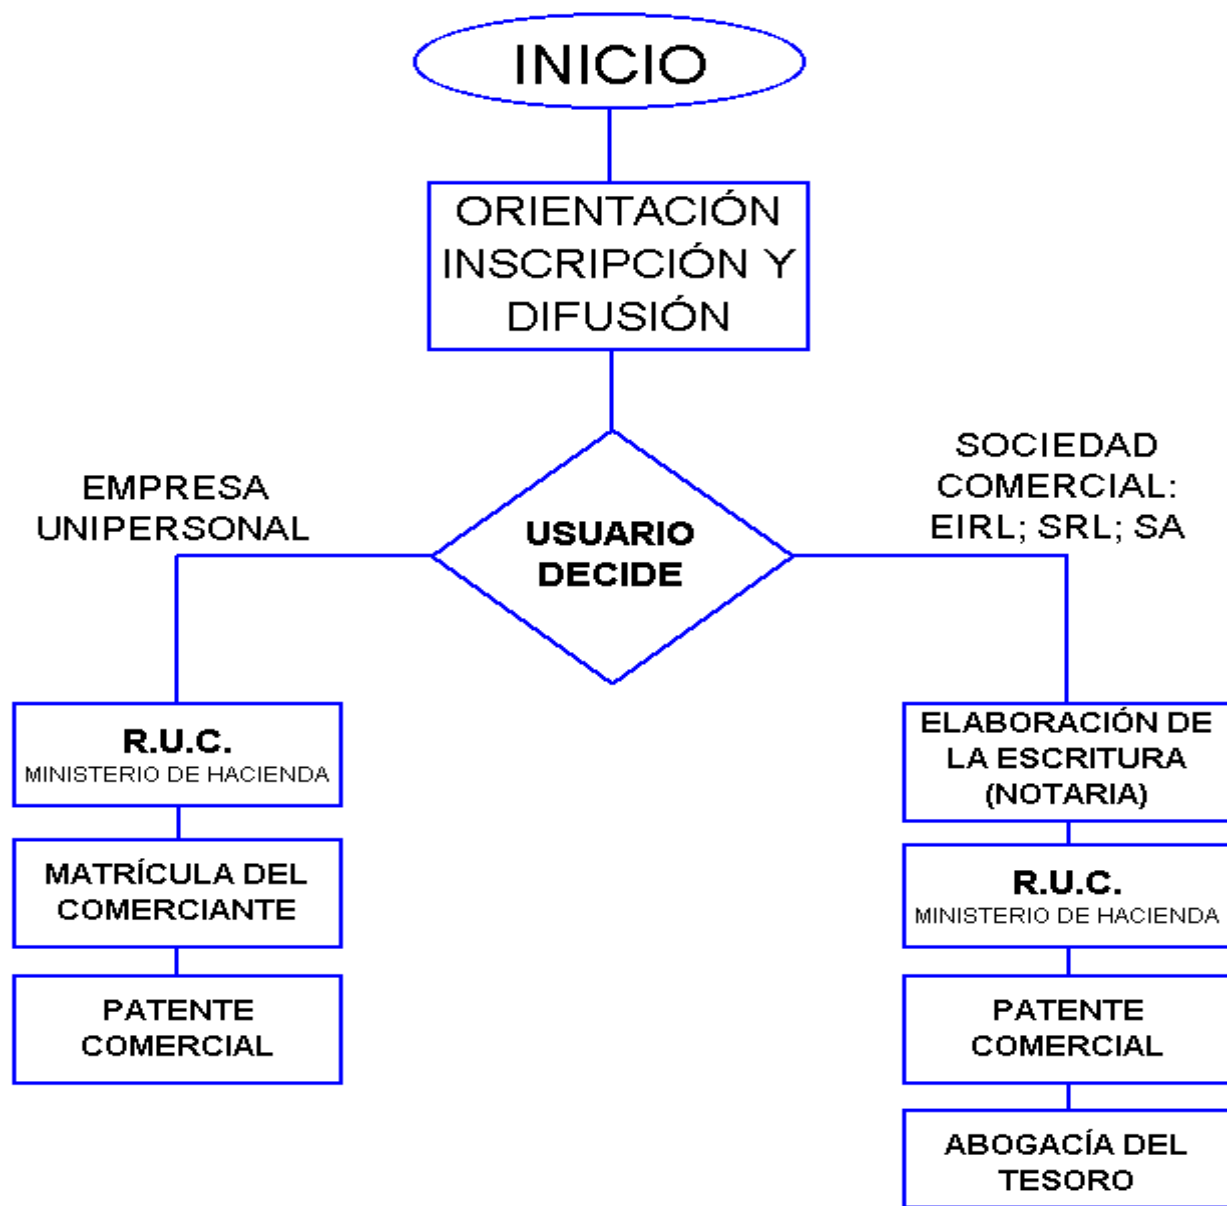 INICIO
ORIENTACIÓN
INSCRIPCIÓN Y
DIFUSIÓN
EMPRESA
UNIPERSONAL
USUARIO
DECIDE
SOCIEDAD
COMERCIAL:
EIRL; SRL; SA
R.U.C.
MINISTERIO DE HACIENDA
MATRÍCULA DEL
COMERCIANTE
PATENTE
COMERCIAL
ELABORACIÓN DE
LA ESCRITURA
(NOTARIA)
R.U.C.
MINISTERIO DE HACIENDA
PATENTE
COMERCIAL
ABOGACÍA DEL
TESORO